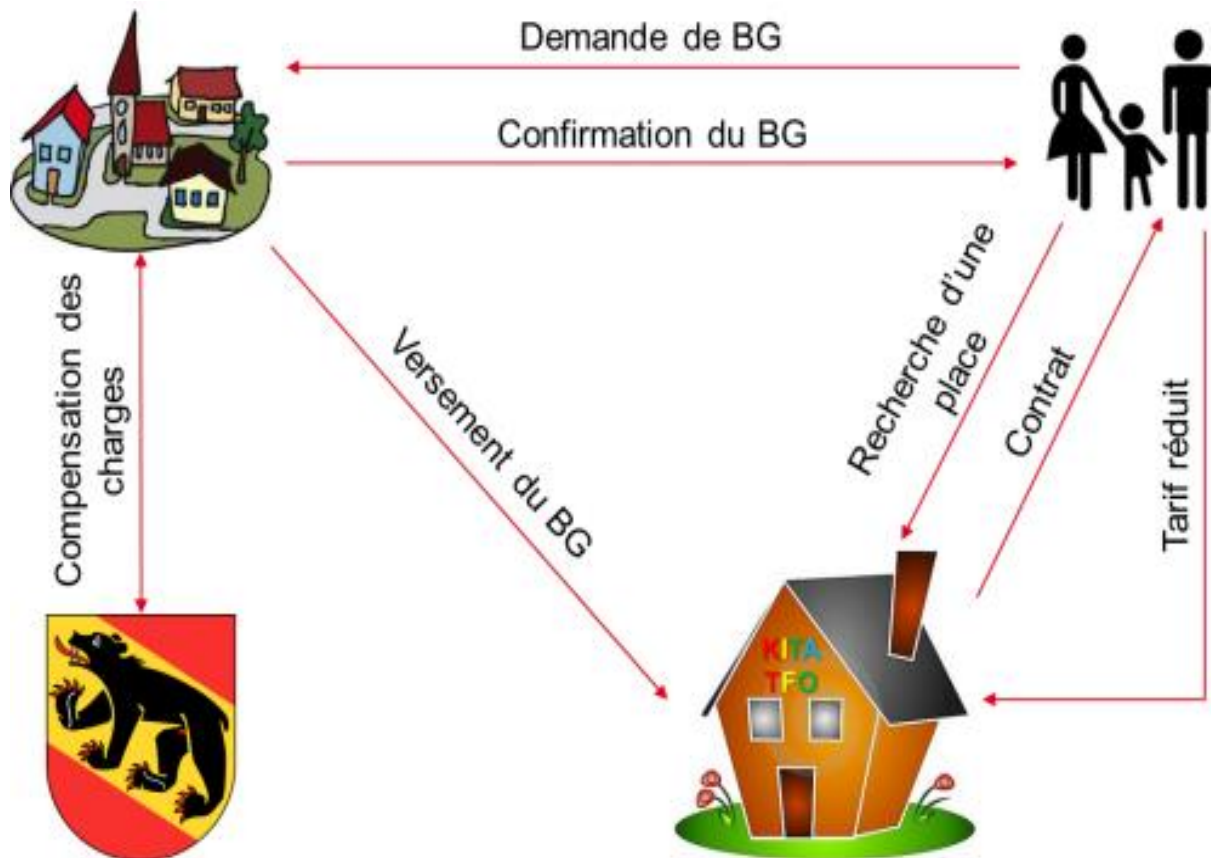 Demande de BG
Confirmation du BG
Compensation des
charges
Versement du BG
Recherche d'une
place
Contrat
Tarif réduit
KITA
TFO